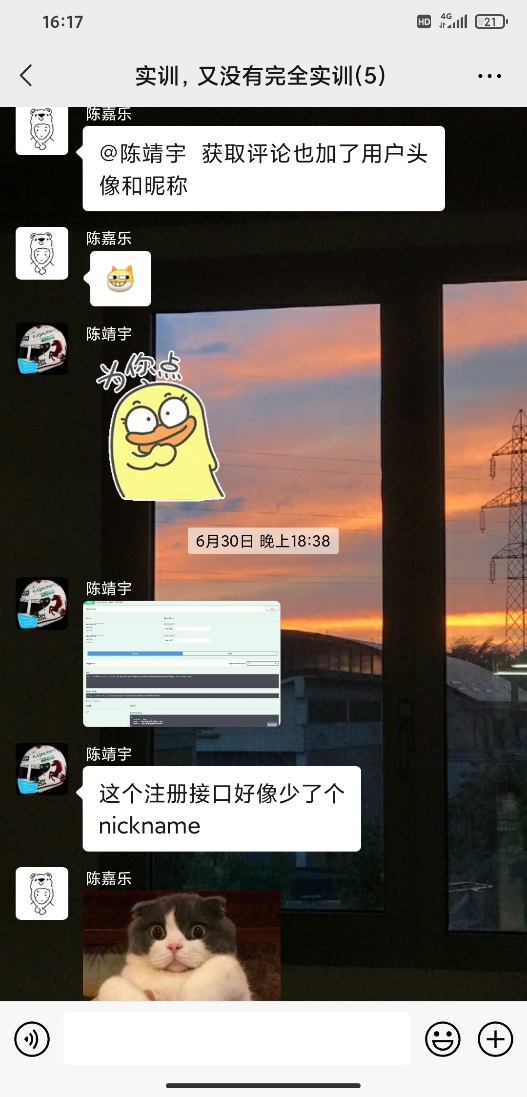 16:17
HD
4G
21
实训，又没有完全实训(5)
陈嘉乐
@陈靖宇 获取评论也加了用户头
像和昵称
陈嘉乐
陈靖宇
为你点
6月30日 晚上18:38
陈靖宇
陈靖宇
这个注册接口好像少了个
nickname
陈嘉乐